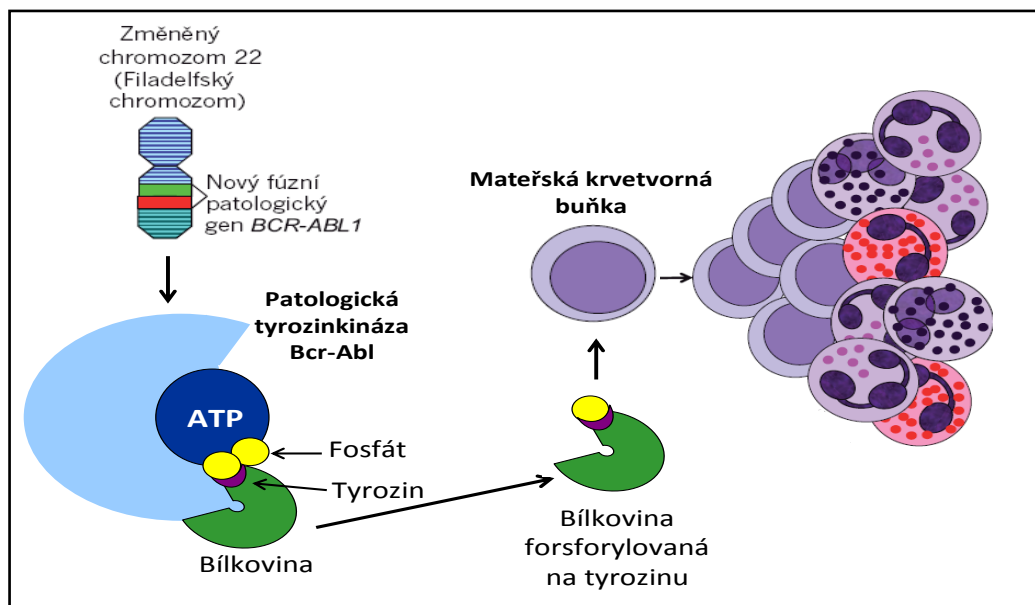 Změněný
chromozom 22
(Filadelfský
chromozom)
Nový fúzní
patologický
gen BCR-ABL1
Mateřská krvetvorná
buňka
Patologická
tyrozinkináza
Bcr-Abl
ATP
Fosfát
Tyrozin
Bílkovina
Bílkovina
forsforylovaná
na tyrozinu